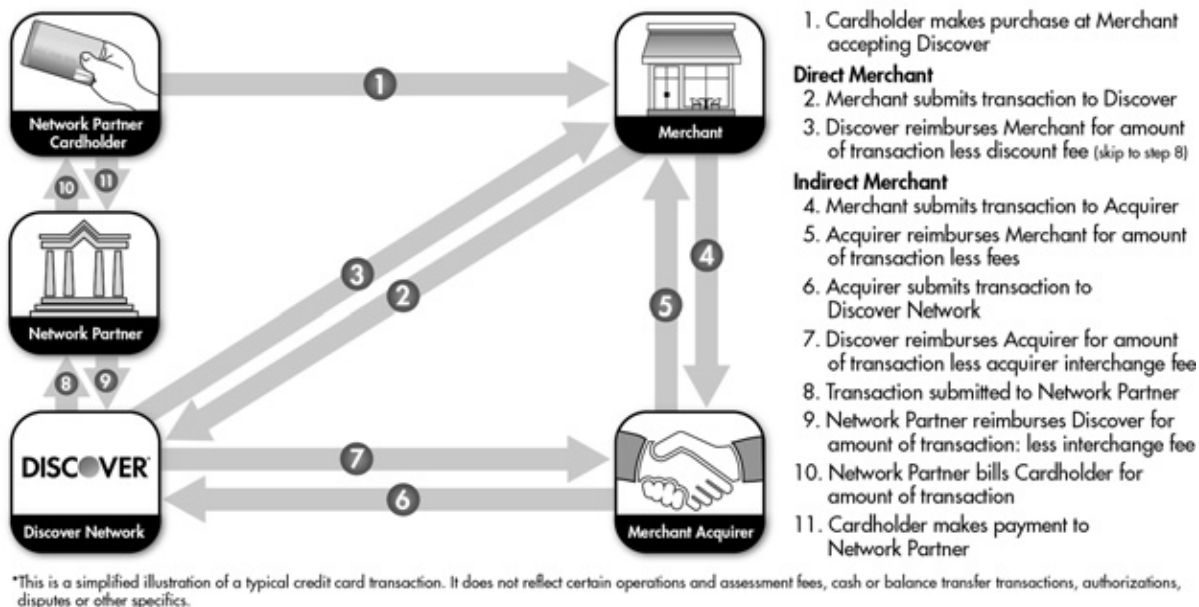 Network Partner
Cardholder
1
Merchant
10
11
Network Partner
3
2
5
4
8
9
DISCOVER
Discover Network
7
6
Merchant Acquirer
1. Cardholder makes purchase at Merchant
accepting Discover
Direct Merchant
2. Merchant submits transaction to Discover
3. Discover reimburses Merchant for amount
of transaction less discount fee (skip to step 8)
Indirect Merchant
4. Merchant submits transaction to Acquirer
5. Acquirer reimburses Merchant for amount
of transaction less fees
6. Acquirer submits transaction to
Discover Network
7. Discover reimburses Acquirer for amount
of transaction less acquirer interchange fee
8. Transaction submitted to Network Partner
9. Network Partner reimburses Discover for
amount of transaction: less interchange fee
10. Network Partner bills Cardholder for
amount of transaction
11. Cardholder makes payment to
Network Partner
*This is a simplified illustration of a typical credit card transaction. It does not reflect certain operations and assessment fees, cash or balance transfer transactions, authorizations,
disputes or other specifics.